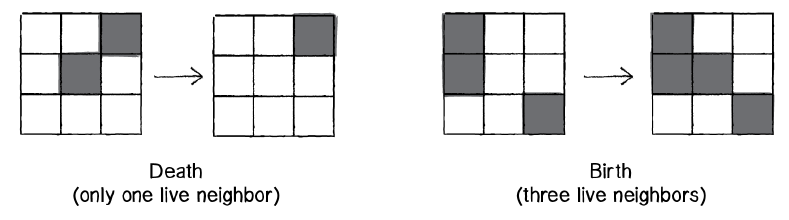 Death
(only one live neighbor)
Birth
(three live neighbors)